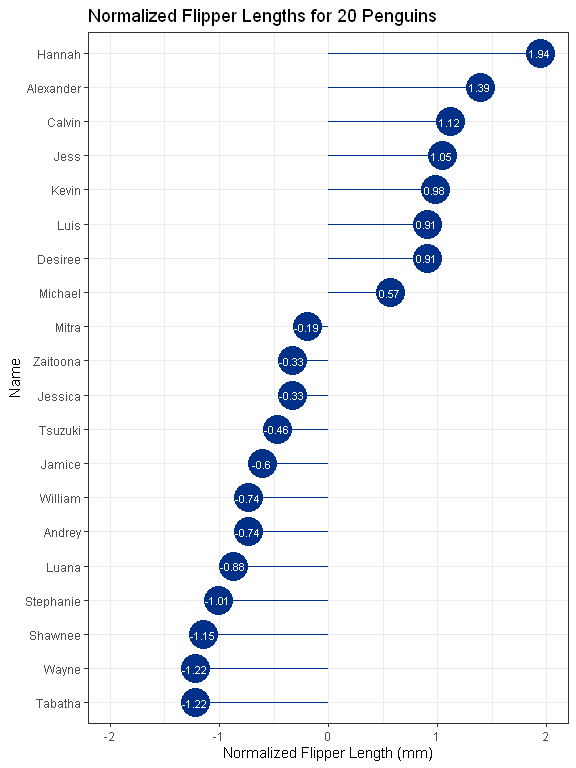 Normalized Flipper Lengths for 20 Penguins
Name
Hannah 1.94
Alexander 1.39
Calvin 1.12
Jess 1.05
Kevin 0.98
Luis 0.91
Desiree 0.91
Michael 0.57
Mitra -0.19
Zaitoona -0.33
Jessica -0.33
Tsuzuki -0.46
Jamice -0.6
William -0.74
Andrey -0.74
Luana -0.88
Stephanie -1.01
Shawnee -1.15
Wayne -1.22
Tabatha -1.22
-2 -1 0 1 2
Normalized Flipper Length (mm)